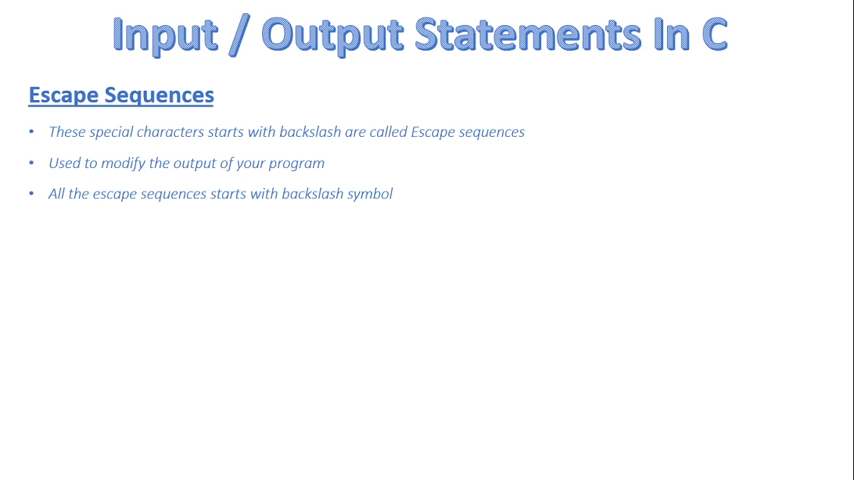 Input / Output Statements In C
Escape Sequences
• These special characters starts with backslash are called Escape sequences
• Used to modify the output of your program
• All the escape sequences starts with backslash symbol